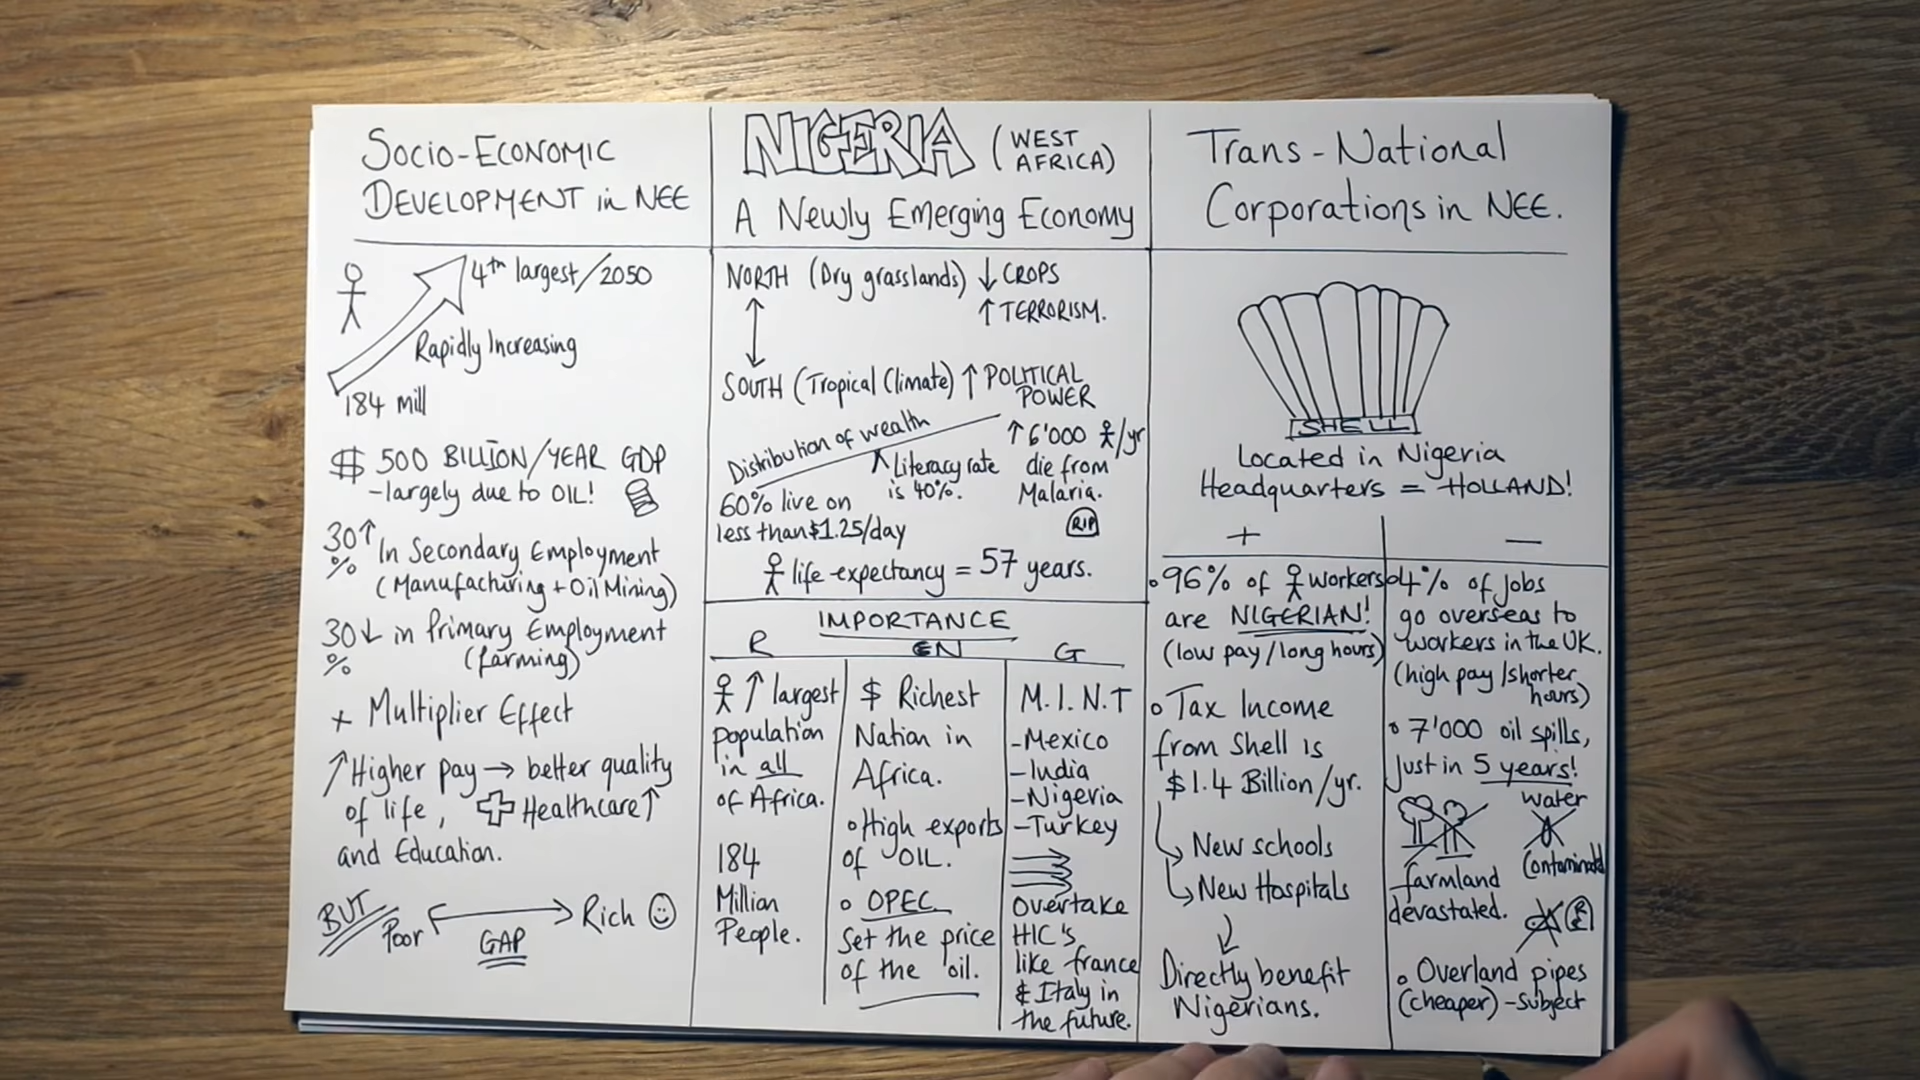 SOCIO-ECONOMIC
DEVELOPMENT in NEE
4th largest/2050
Rapidly Increasing
184 mill
$ 500 BILLION/YEAR GDP
-largely due to OIL!
30%↑ In Secondary Employment
(Manufacturing + Oil Mining)
30%↓ in Primary Employment
(farming)
+ Multiplier Effect
↑Higher pay → better quality
of life, Healthcare↑
and Education.
BUT Poor ↔ Rich
GAP
NIGERIA (WEST
AFRICA)
A Newly Emerging Economy
NORTH (Dry grasslands) ↓ CROPS
↑ TERRORISM.
SOUTH (Tropical Climate) ↑ POLITICAL
POWER
Distribution of wealth
60% live on
less than $1.25/day
Literacy rate
is 40%.
↑ 6'000 /yr
die from
Malaria.
RIP
life expectancy = 57 years.
IMPORTANCE
R
↑ largest
population
in all
of Africa.
184
Million
People.
EN
$ Richest
Nation in
Africa.
• High exports
of OIL.
• OPEC
Set the price
of the oil.
G
M.I.N.T
-Mexico
-India
-Nigeria
-Turkey
Overtake
HIC's
like france
& Italy in
the future.
Trans-National
Corporations in NEE.
SHELL
Located in Nigeria
Headquarters = HOLLAND!
+
• 96% of workers
are NIGERIAN!
(low pay/long hours)
• Tax Income
from Shell is
$1.4 Billion/yr.
New schools
New Hospitals
Directly benefit
Nigerians.
—
• 4% of jobs
go overseas to
workers in the UK.
(high pay/shorter
hours)
• 7'000 oil spills,
Just in 5 years!
water
Contaminated
farmland
devastated.
• Overland pipes
(cheaper) - subject